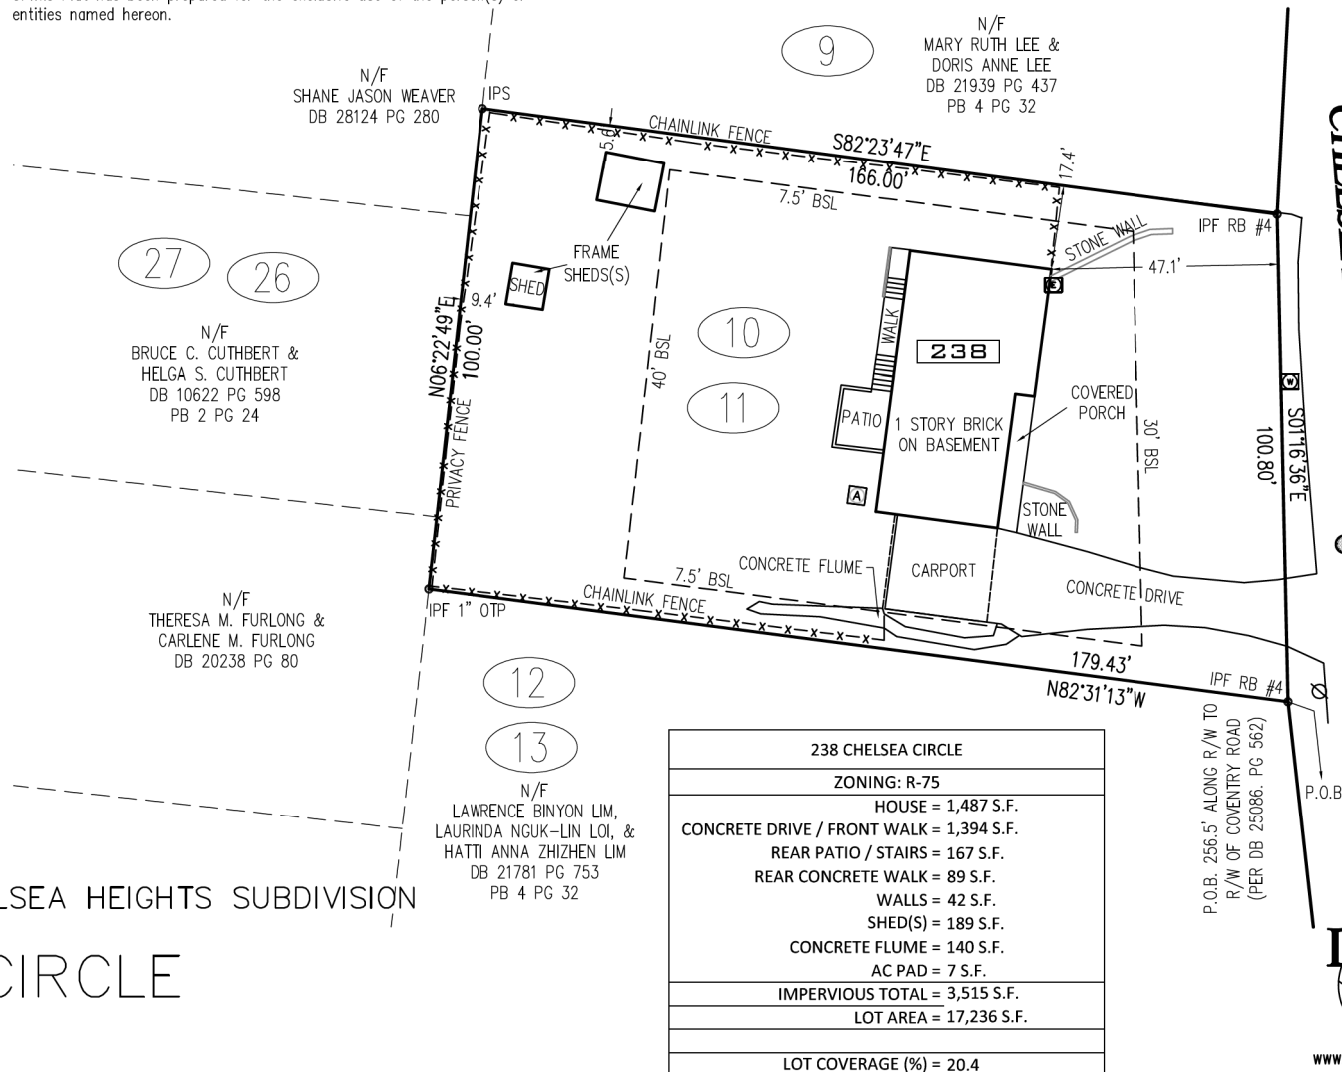 entities named hereon.
N/F
SHANE JASON WEAVER
DB 28124 PG 280
IPS
9
N/F
MARY RUTH LEE &
DORIS ANNE LEE
DB 21939 PG 437
PB 4 PG 32
CHAINLINK FENCE
S82°23'47"E
166.00'
17.4'
7.5' BSL
IPF RB #4
STONE WALL
47.1'
FRAME
SHEDS(S)
SHED
9.4'
27
26
N/F
BRUCE C. CUTHBERT &
HELGA S. CUTHBERT
DB 10622 PG 598
PB 2 PG 24
N06°22'49"E
100.00'
PRIVACY FENCE
40' BSL
10
11
WALK
238
PATIO
1 STORY BRICK
ON BASEMENT
COVERED
PORCH
30' BSL
E
W
S01°16'36"E
100.80'
A
STONE
WALL
CARPORT
CONCRETE FLUME
CONCRETE DRIVE
7.5' BSL
CHAINLINK FENCE
IPF 1" OTP
N/F
THERESA M. FURLONG &
CARLENE M. FURLONG
DB 20238 PG 80
179.43'
N82°31'13"W
IPF RB #4
12
13
N/F
LAWRENCE BINYON LIM,
LAURINDA NGUK-LIN LOI, &
HATTI ANNA ZHIZHEN LIM
DB 21781 PG 753
PB 4 PG 32
P.O.B. 256.5' ALONG R/W TO
R/W OF COVENTRY ROAD
(PER DB 25086. PG 562)
P.O.B
238 CHELSEA CIRCLE
ZONING: R-75
HOUSE = 1,487 S.F.
CONCRETE DRIVE / FRONT WALK = 1,394 S.F.
REAR PATIO / STAIRS = 167 S.F.
REAR CONCRETE WALK = 89 S.F.
WALLS = 42 S.F.
SHED(S) = 189 S.F.
CONCRETE FLUME = 140 S.F.
AC PAD = 7 S.F.
IMPERVIOUS TOTAL = 3,515 S.F.
LOT AREA = 17,236 S.F.
LOT COVERAGE (%) = 20.4
LSEA HEIGHTS SUBDIVISION
CIRCLE
www